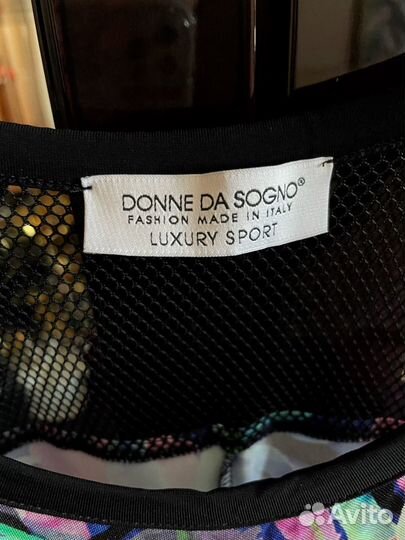 DONNE DA SOGNO®
FASHION MADE IN ITALY
LUXURY SPORT
Avito